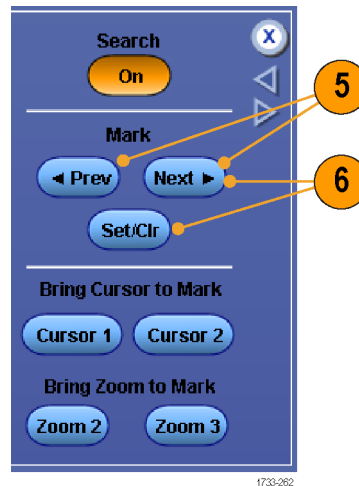 Search
X
On
5
Mark
◄ Prev Next ►
6
Set/Clr
Bring Cursor to Mark
Cursor 1 Cursor 2
Bring Zoom to Mark
Zoom 2 Zoom 3
1733-262